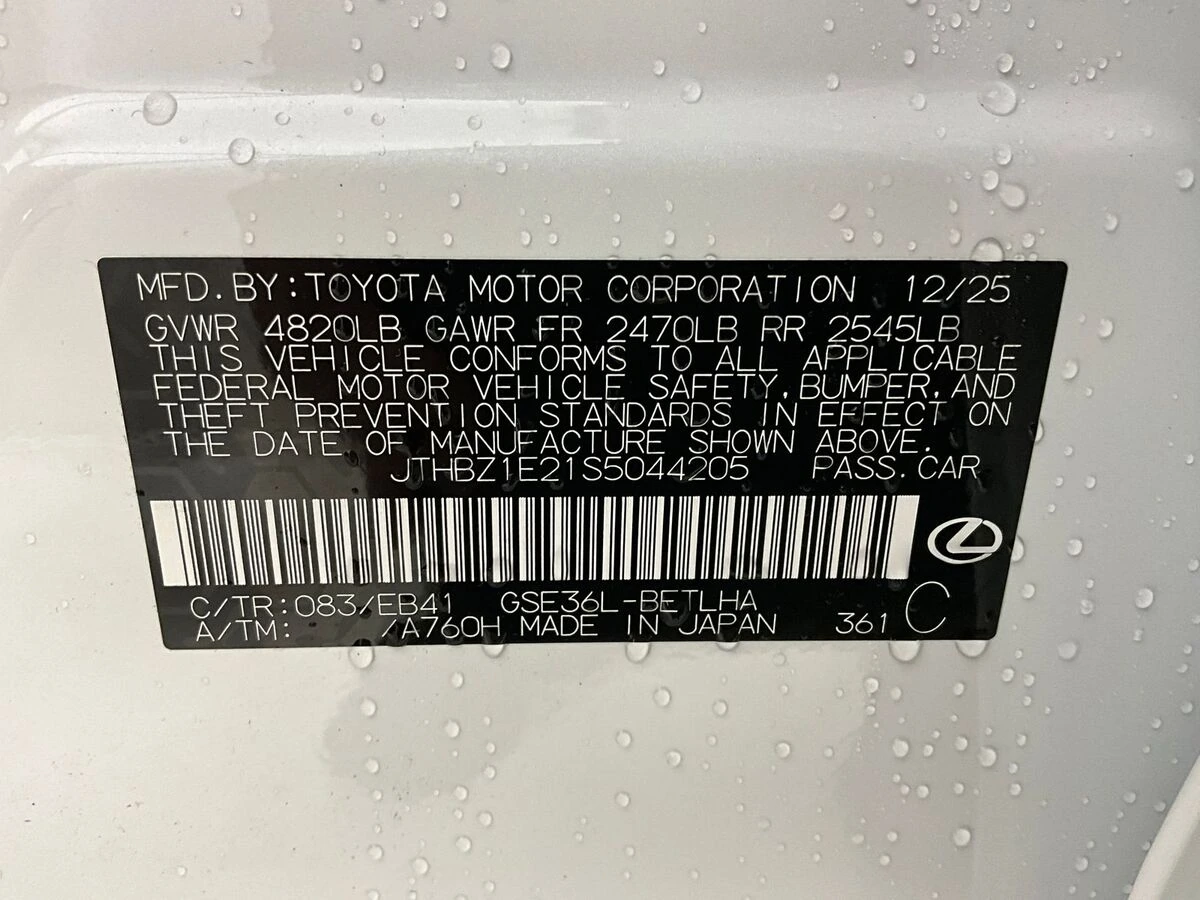 MFD. BY: TOYOTA MOTOR CORPORATION 12/25
GVWR 4820LB GAWR FR 2470LB RR 2545LB
THIS VEHICLE CONFORMS TO ALL APPLICABLE
FEDERAL MOTOR VEHICLE SAFETY, BUMPER, AND
THEFT PREVENTION STANDARDS IN EFFECT ON
THE DATE OF MANUFACTURE SHOWN ABOVE.
JTHBZ1E21S5044205 PASS. CAR
C/TR: 083/EB41 GSE36L-BETLHA
A/TM: /A760H MADE IN JAPAN 361 C